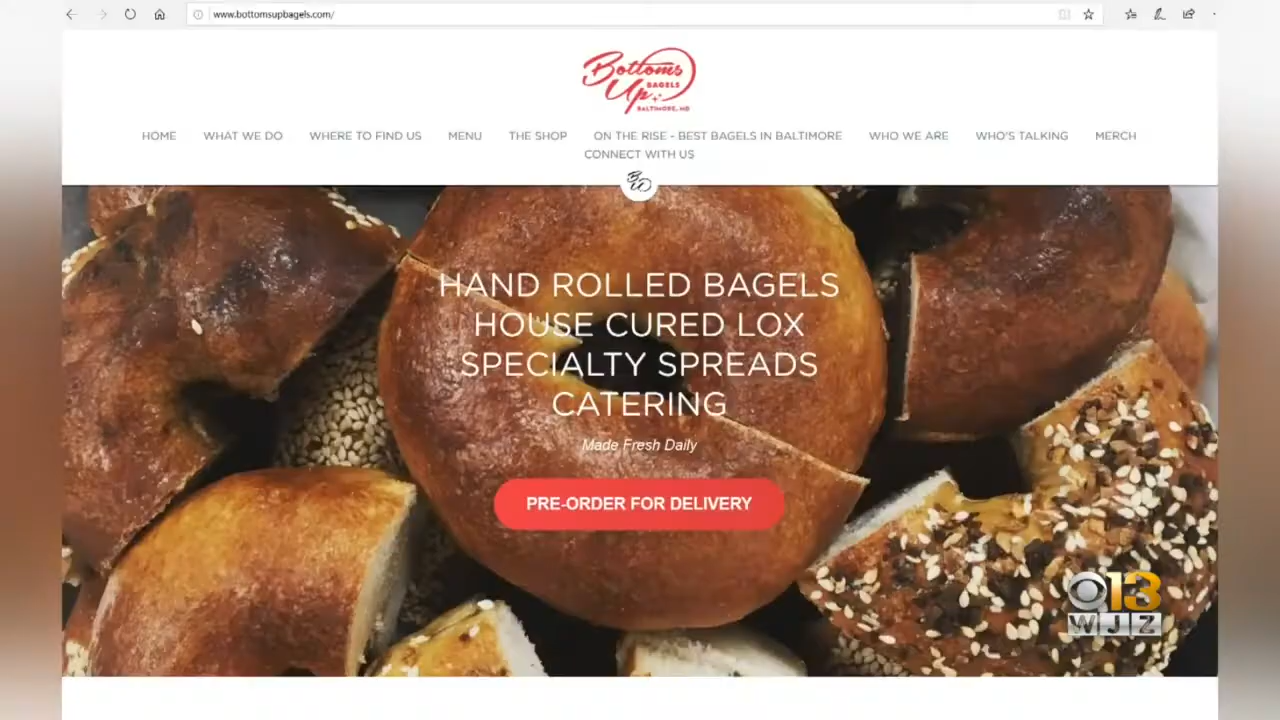 www.bottomsupbagels.com/
Bottoms
Up
BAGELS
BALTIMORE, MD
HOME WHAT WE DO WHERE TO FIND US MENU THE SHOP ON THE RISE - BEST BAGELS IN BALTIMORE WHO WE ARE WHO'S TALKING MERCH
CONNECT WITH US
BU
HAND ROLLED BAGELS
HOUSE CURED LOX
SPECIALTY SPREADS
CATERING
Made Fresh Daily
PRE-ORDER FOR DELIVERY
13
WJZ